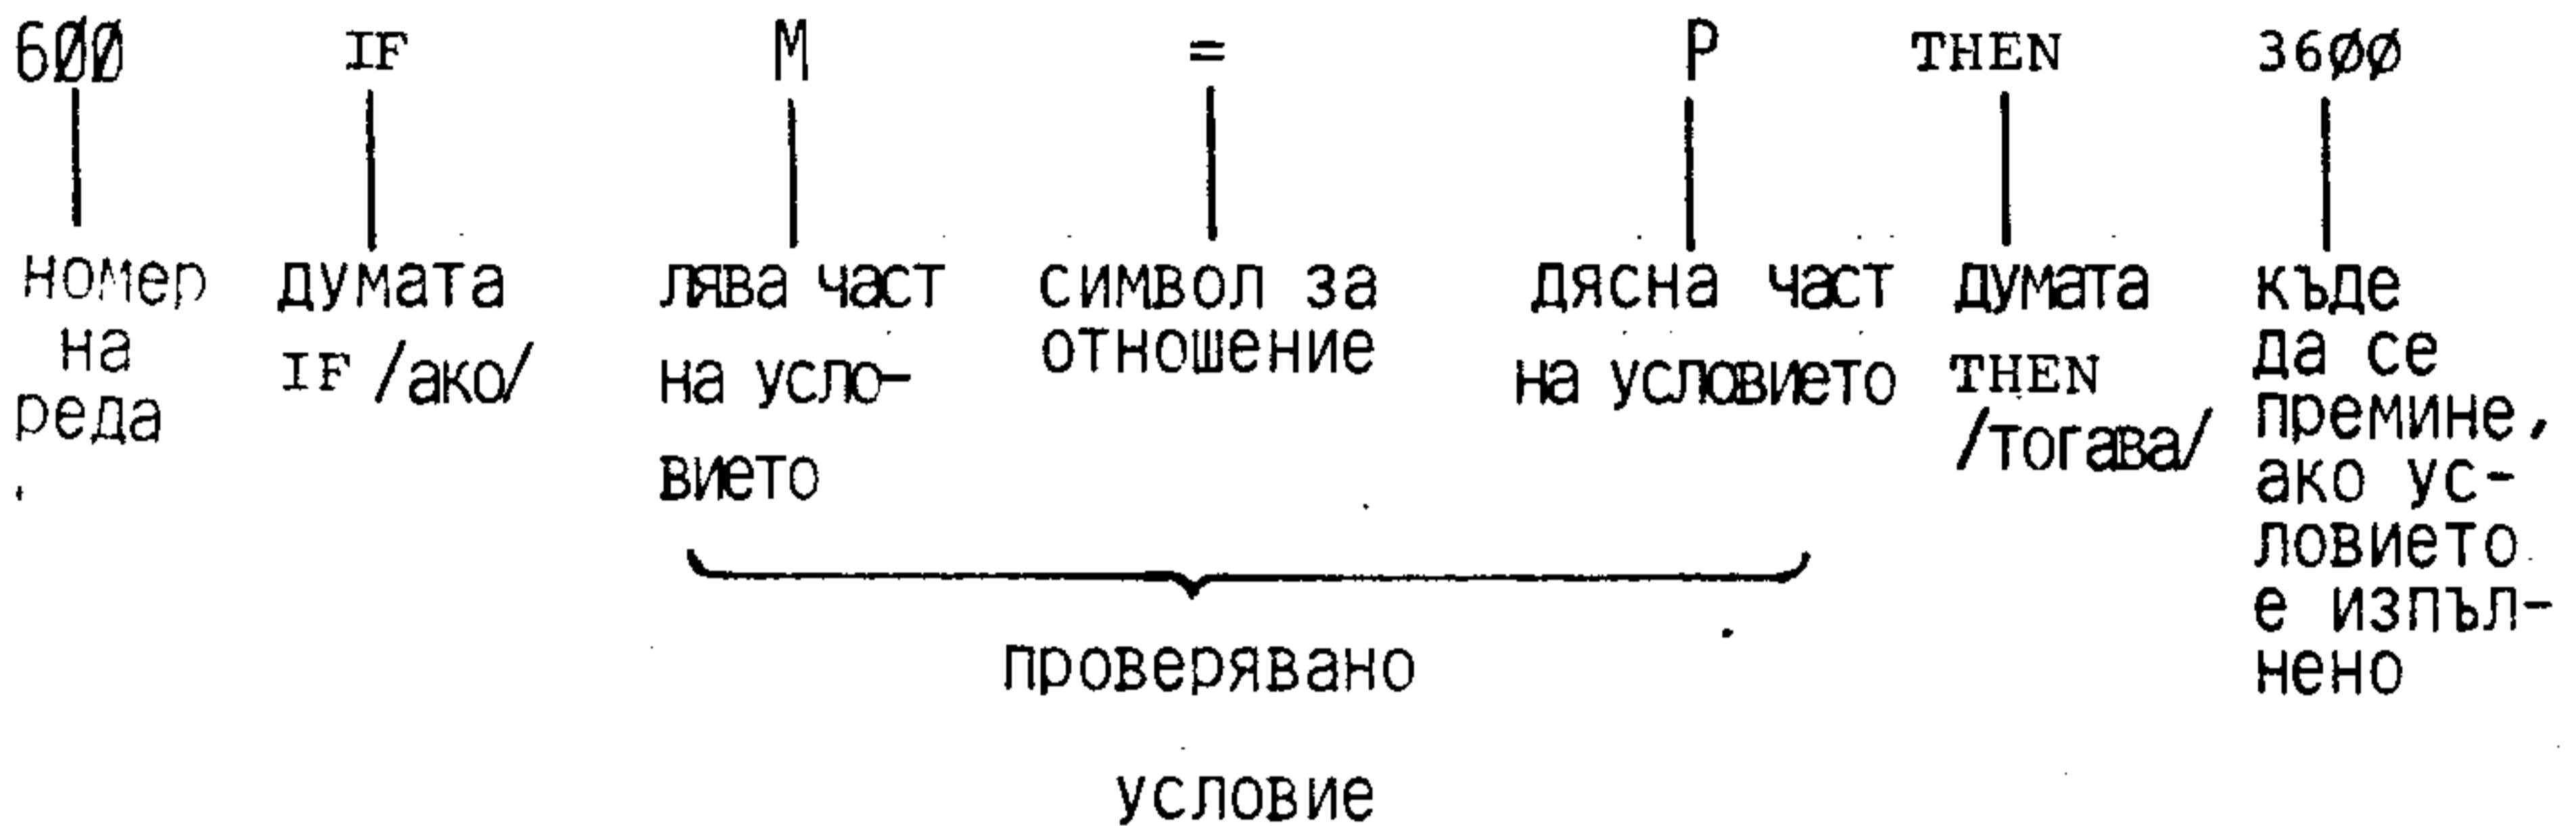 6ØØ IF M = P THEN 36ØØ
номер
на
реда
думата
IF /ако/
лява част
на усло-
вието
символ за
отношение
дясна част
на условието
думата
THEN
/тогава/
къде
да се
премине,
ако ус-
ловието
е изпъл-
нено
проверявано
условие